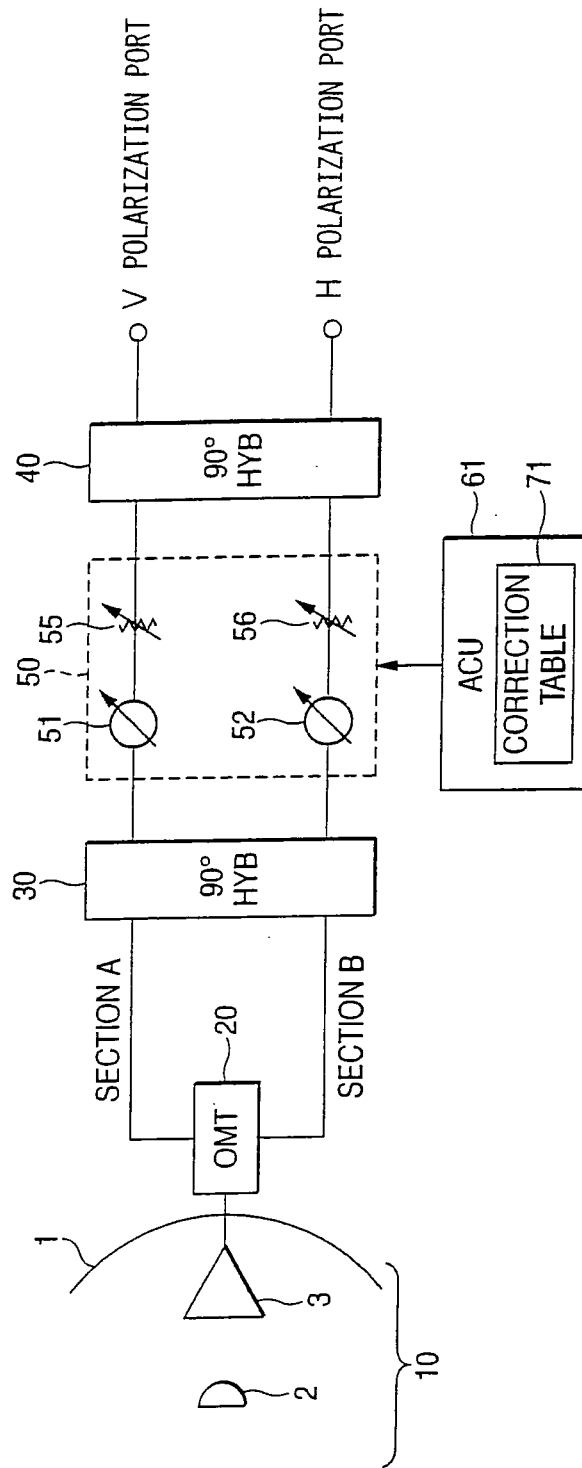 1
2
3
10
20
OMT
SECTION A
SECTION B
30
90°
HYB
50
51
52
55
56
40
90°
HYB
V POLARIZATION PORT
H POLARIZATION PORT
61
ACU
71
CORRECTION
TABLE